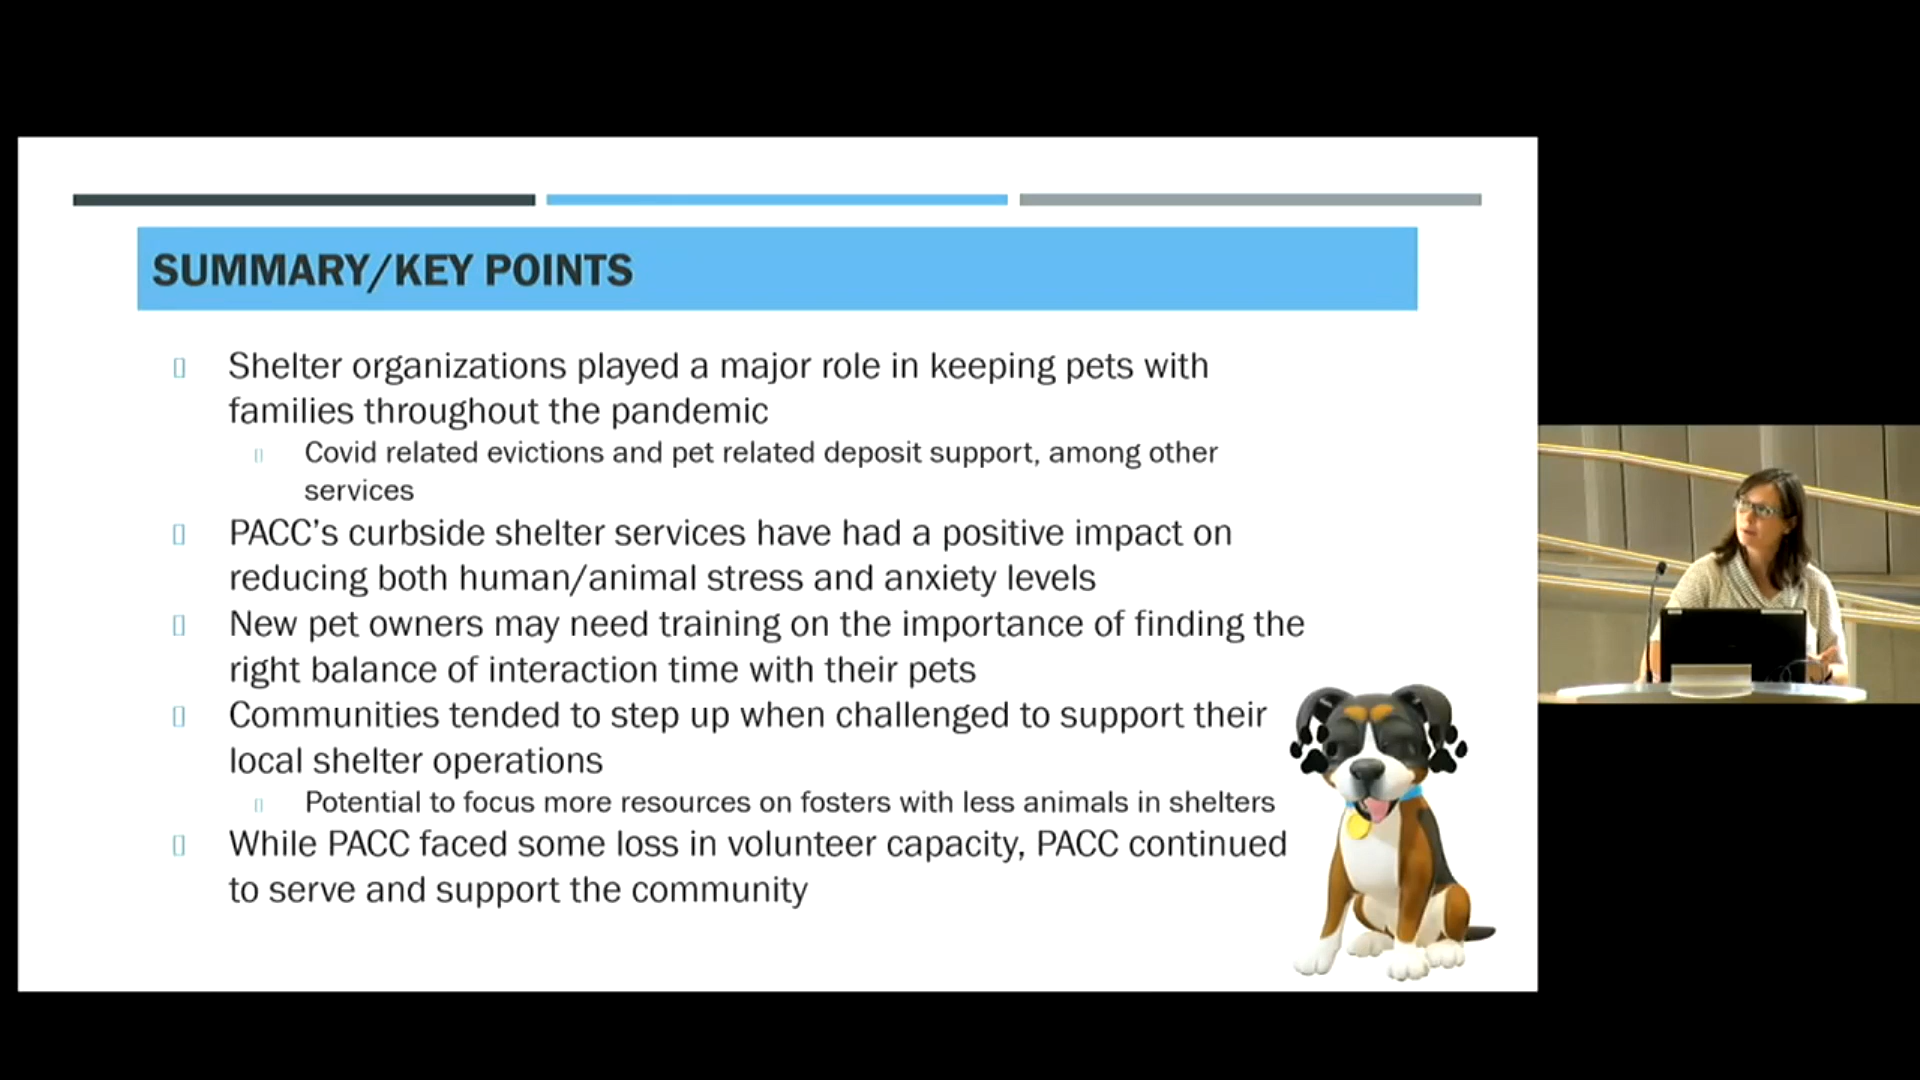 SUMMARY/KEY POINTS
Shelter organizations played a major role in keeping pets with
families throughout the pandemic
Covid related evictions and pet related deposit support, among other
services
PACC’s curbside shelter services have had a positive impact on
reducing both human/animal stress and anxiety levels
New pet owners may need training on the importance of finding the
right balance of interaction time with their pets
Communities tended to step up when challenged to support their
local shelter operations
Potential to focus more resources on fosters with less animals in shelters
While PACC faced some loss in volunteer capacity, PACC continued
to serve and support the community